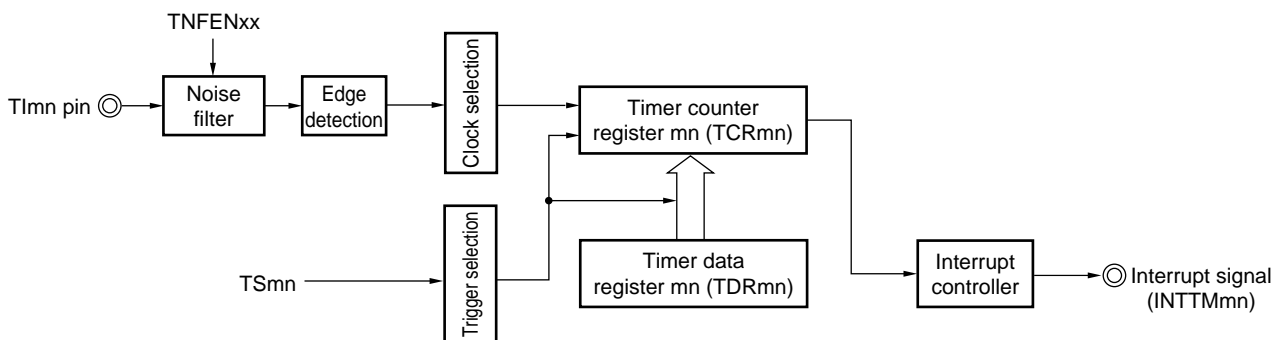 TNFENxx
TImn pin
Noise
filter
Edge
detection
Clock selection
Timer counter
register mn (TCRmn)
TSmn
Trigger selection
Timer data
register mn (TDRmn)
Interrupt
controller
Interrupt signal
(INTTMmn)